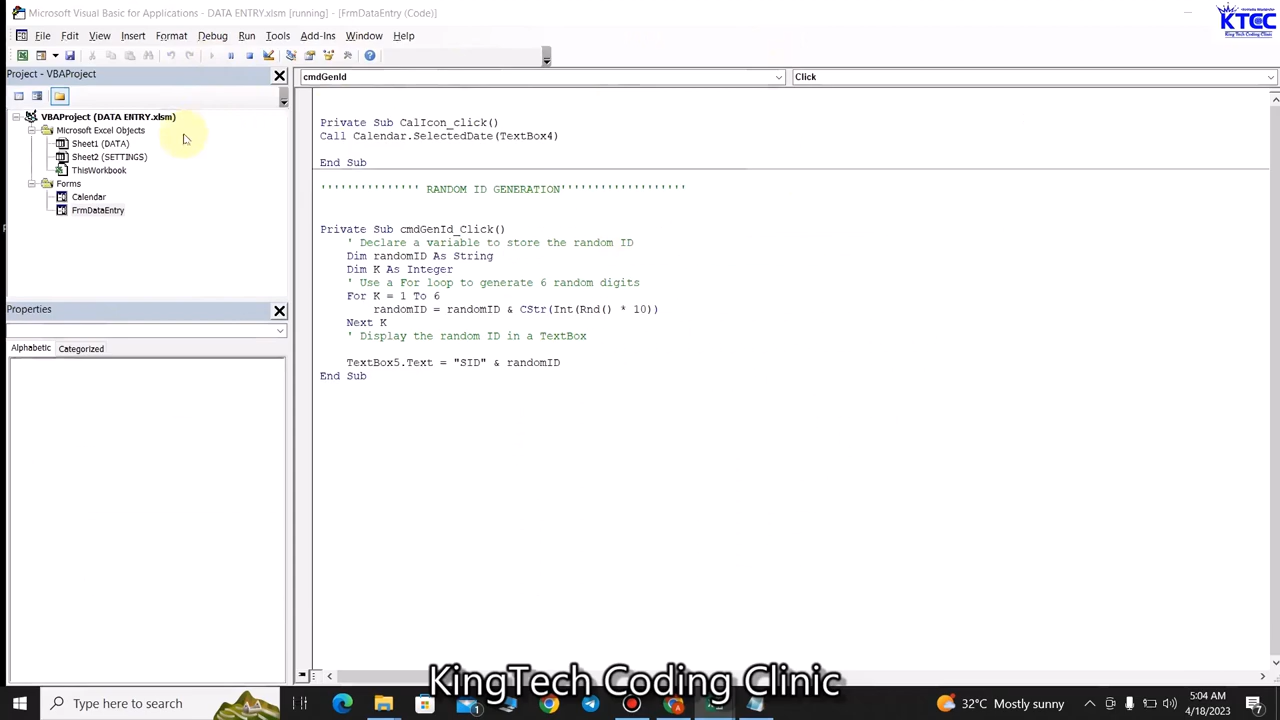 Microsoft Visual Basic for Applications - DATA ENTRY.xlsm [running] - [FrmDataEntry (Code)]
KTCC
KingTech Coding Clinic
File Edit View Insert Format Debug Run Tools Add-Ins Window Help
Project - VBAProject
cmdGenId
Click
VBAProject (DATA ENTRY.xlsm)
Microsoft Excel Objects
Sheet1 (DATA)
Sheet2 (SETTINGS)
ThisWorkbook
Forms
Calendar
FrmDataEntry
Properties
Alphabetic Categorized
Private Sub CalIcon_click()
Call Calendar.SelectedDate(TextBox4)
End Sub
''''''''''''''' RANDOM ID GENERATION'''''''''''''''''''
Private Sub cmdGenId_Click()
' Declare a variable to store the random ID
Dim randomID As String
Dim K As Integer
' Use a For loop to generate 6 random digits
For K = 1 To 6
randomID = randomID & CStr(Int(Rnd() * 10))
Next K
' Display the random ID in a TextBox
TextBox5.Text = "SID" & randomID
End Sub
KingTech Coding Clinic
Type here to search
1
32°C Mostly sunny
5:04 AM
4/18/2023
7